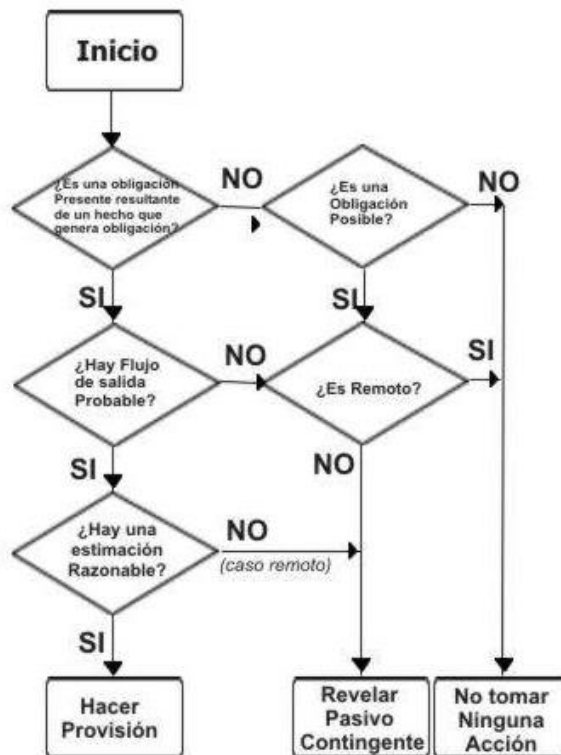 Inicio
¿Es una obligación
Presente resultante
de un hecho que
genera obligación?
NO
¿Es una
Obligación
Posible?
NO
SI
SI
¿Hay Flujo
de salida
Probable?
NO
¿Es Remoto?
SI
SI
NO
¿Hay una
estimación
Razonable?
NO
(caso remoto)
SI
Hacer
Provisión
Revelar
Pasivo
Contingente
No tomar
Ninguna
Acción